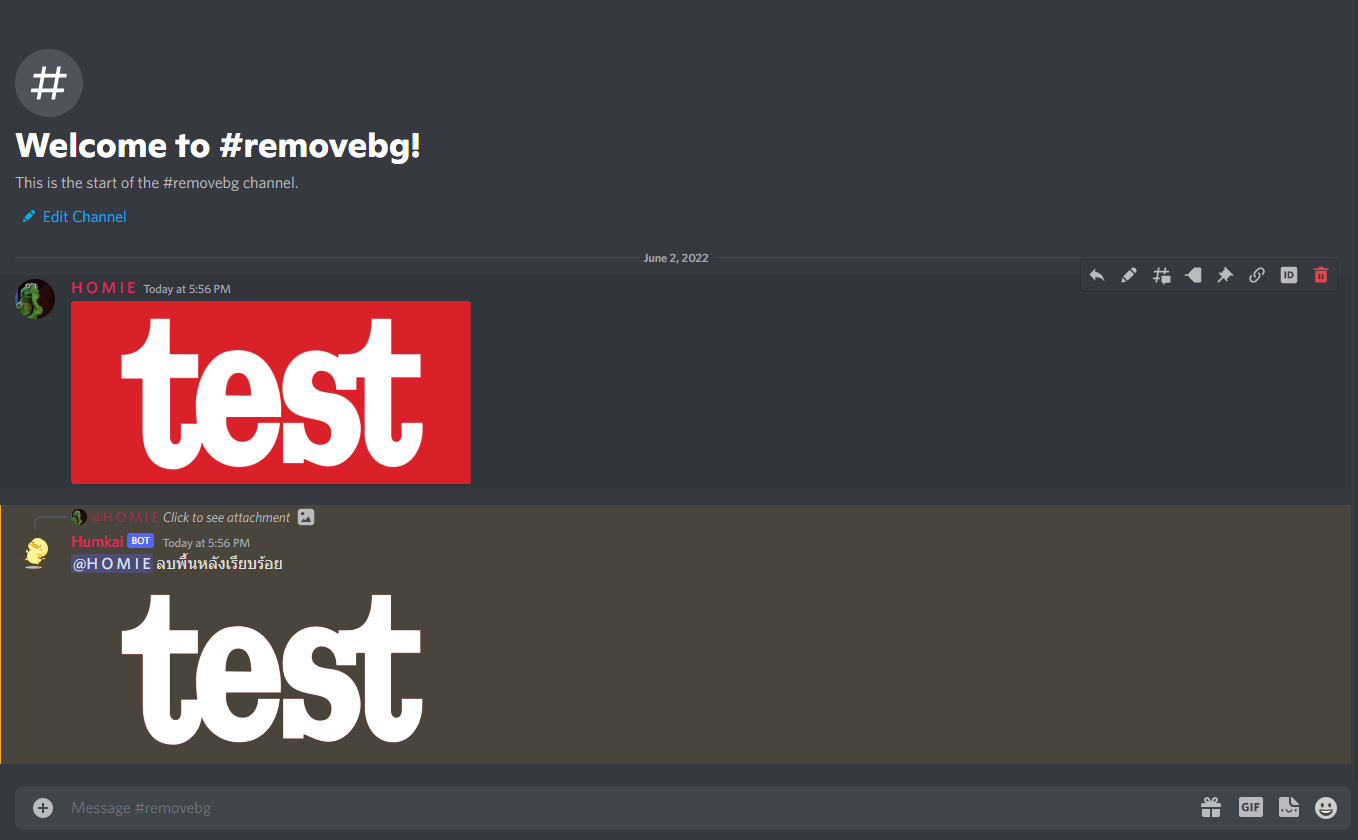 Welcome to #removebg!
This is the start of the #removebg channel.
Edit Channel
June 2, 2022
ID
H O M I E Today at 5:56 PM
test
@H O M I E Click to see attachment
Humkai BOT Today at 5:56 PM
@H O M I E ลบพื้นหลังเรียบร้อย
test
Message #removebg
GIF